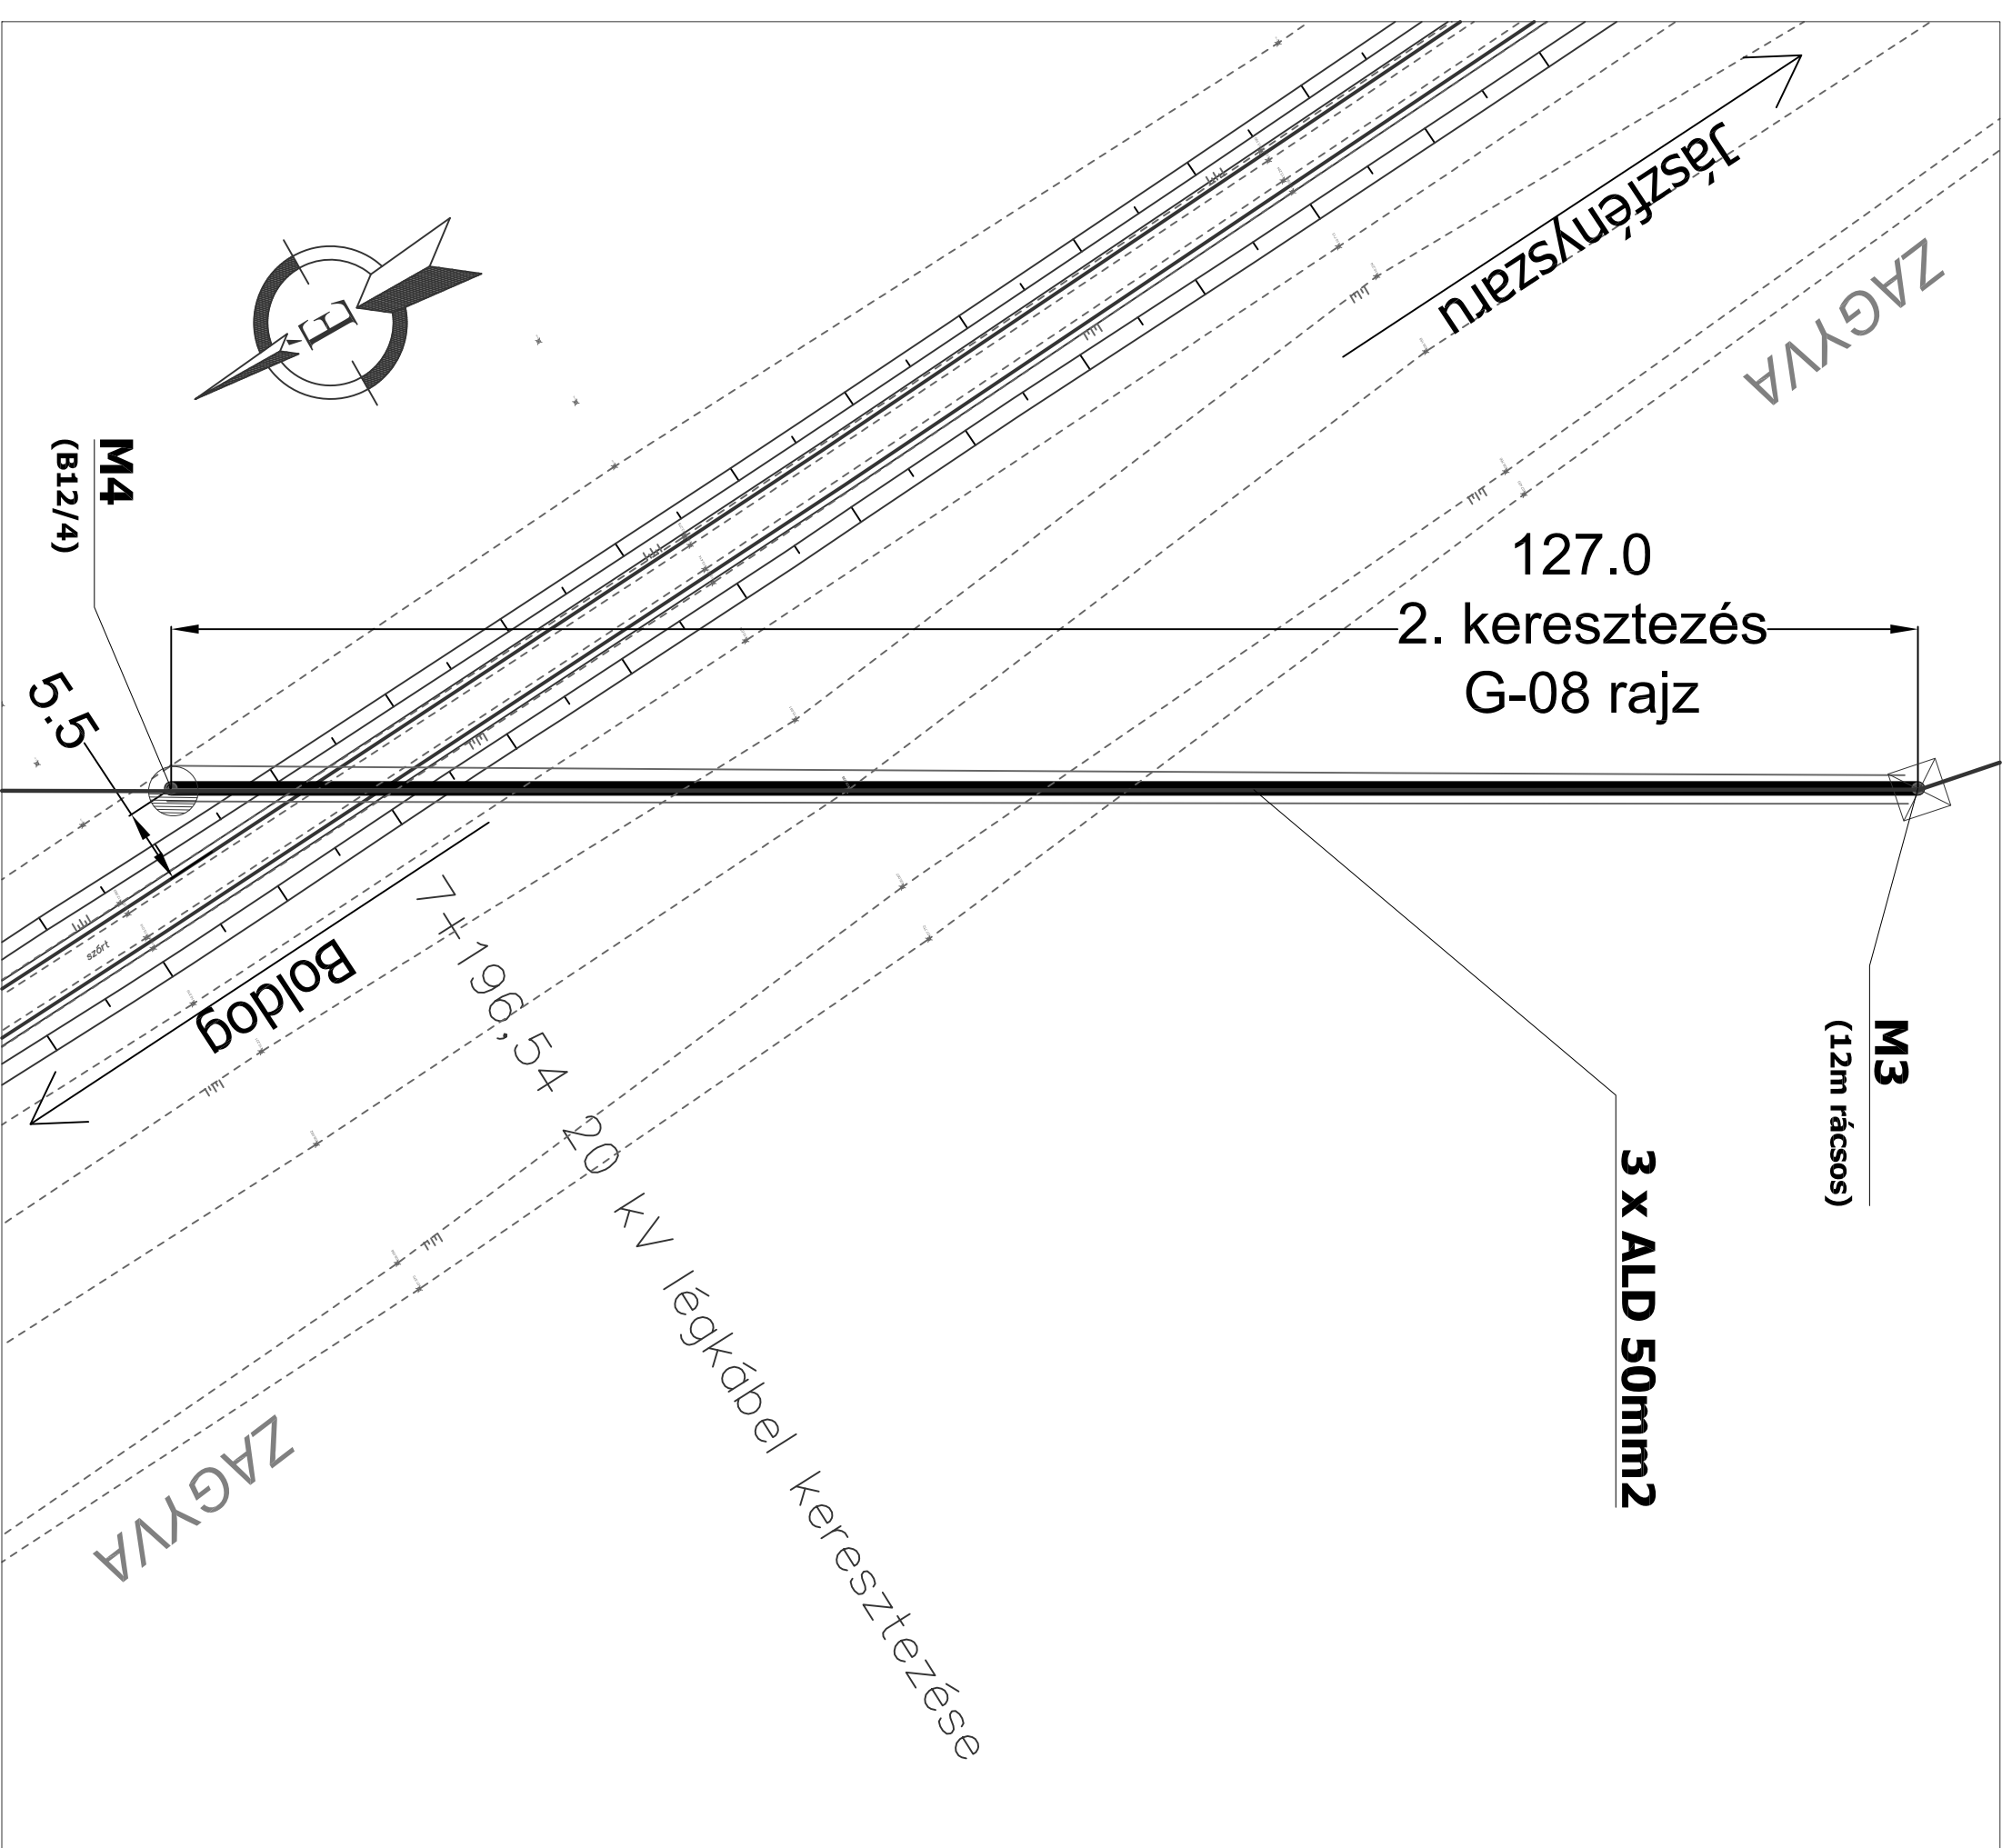 Jászfényszaru
ZAGYVA
É
M4
(B12/4)
127.0
2. keresztezés
G-08 rajz
5.5
szórt
Boldog
7+196,54 20 kV légkábel keresztezése
M3
(12m rácsos)
3 x ALD 50mm2
ZAGYVA